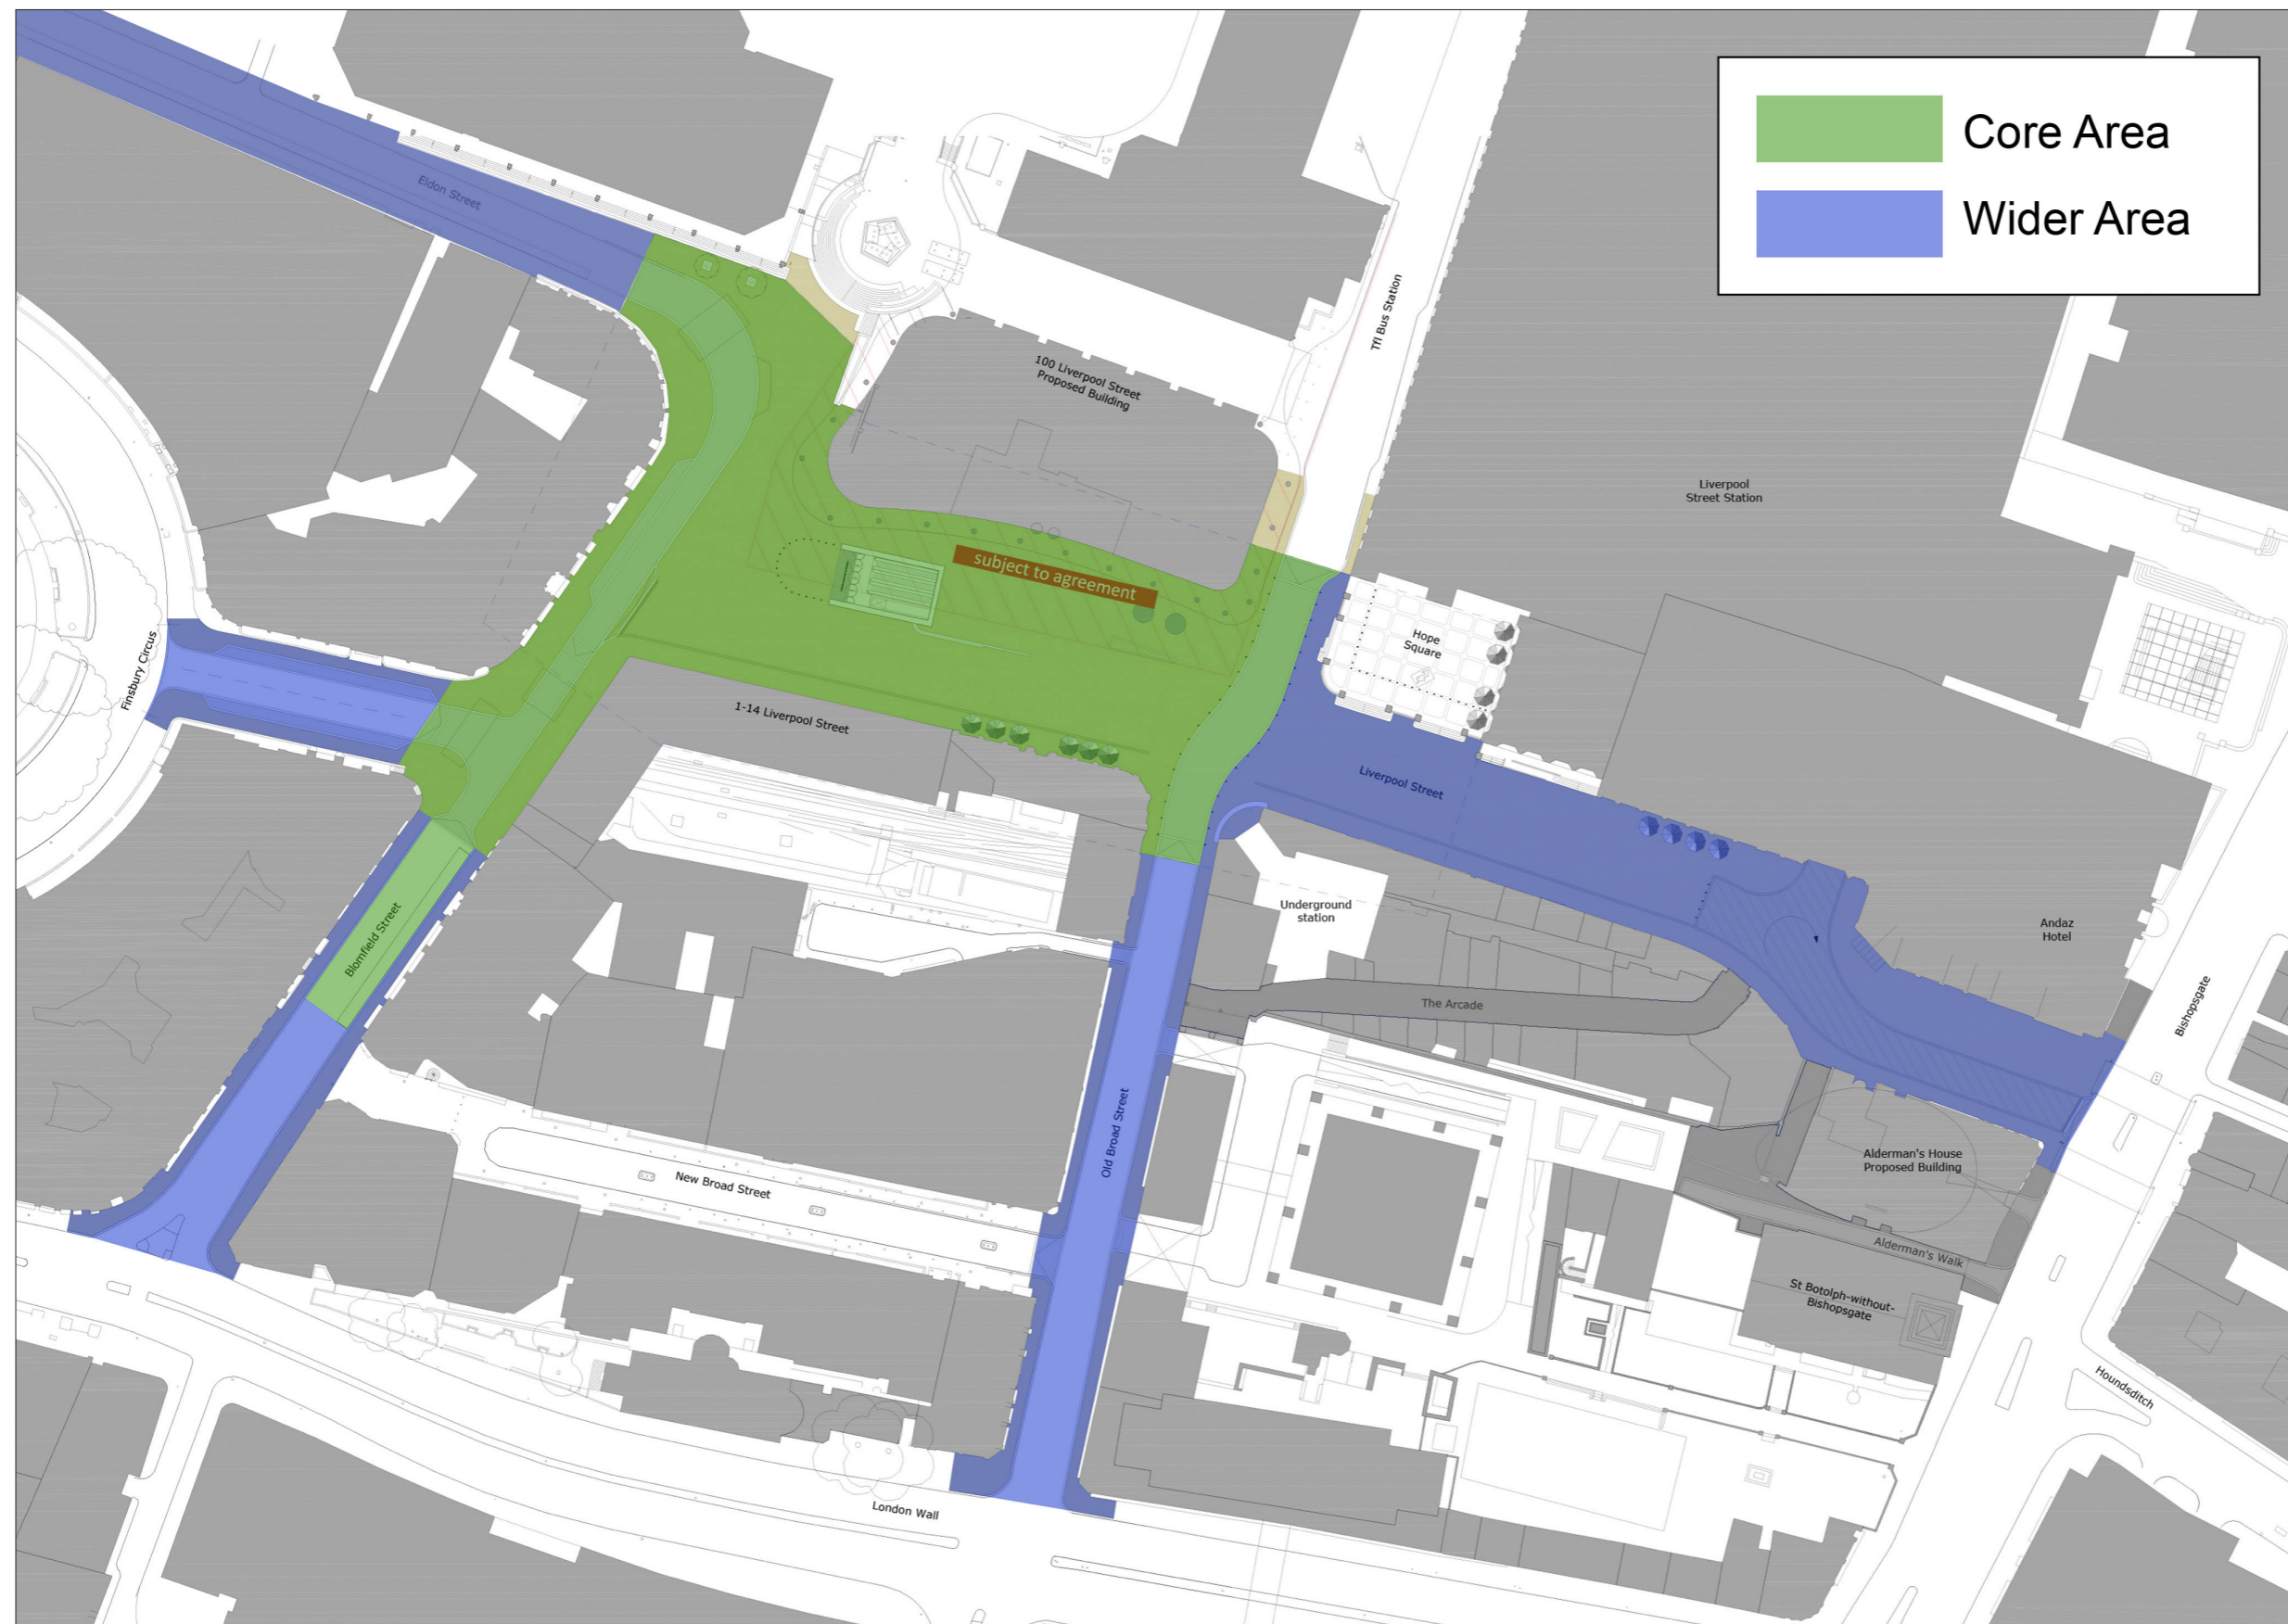 Core Area
Wider Area
Eldon Street
100 Liverpool Street
Proposed Building
Tfl Bus Station
Liverpool
Street Station
subject to agreement
Hope
Square
Finsbury Circus
1-14 Liverpool Street
Liverpool Street
Blomfield Street
Underground
station
Andaz
Hotel
The Arcade
Bishopsgate
Old Broad Street
New Broad Street
Alderman's House
Proposed Building
Alderman's Walk
St Botolph-without-
Bishopsgate
Houndsditch
London Wall